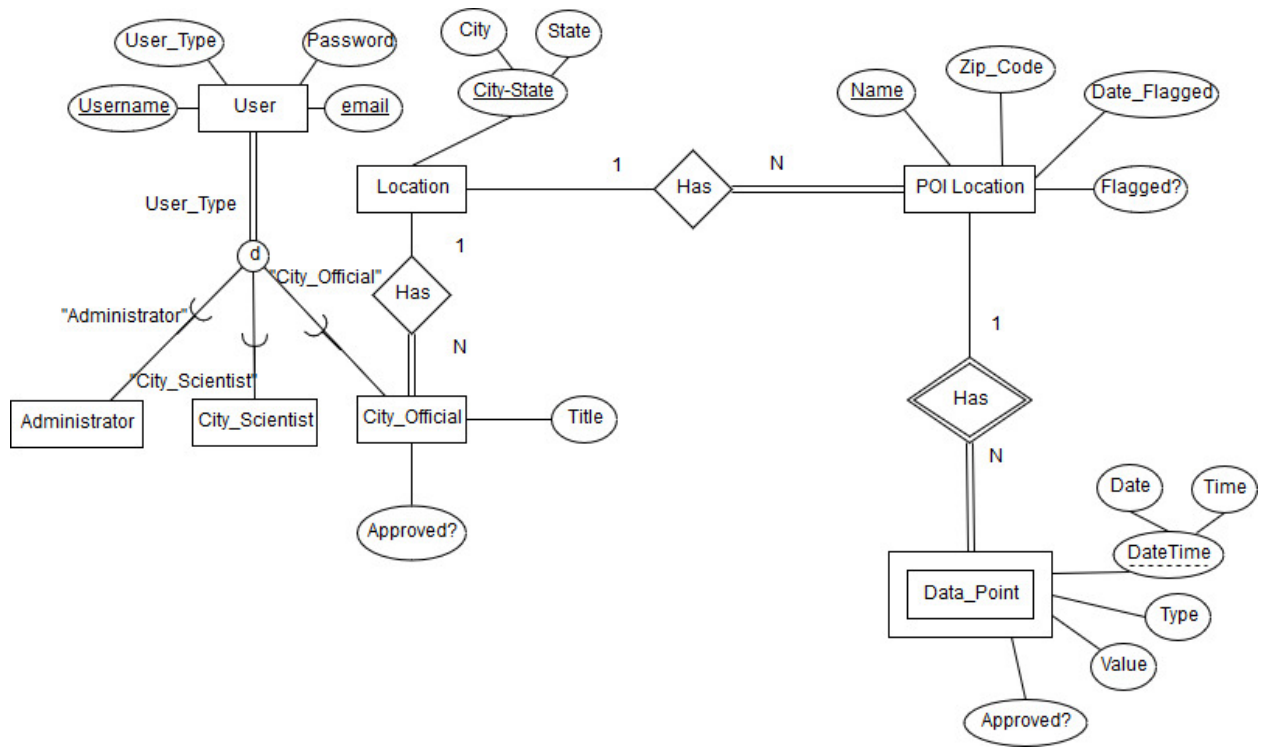 City
State
User_Type
Password
Zip_Code
City-State
Name
Date_Flagged
Username
User
email
1
N
Location
Has
POI Location
Flagged?
User_Type
1
d
"City_Official"
Has
"Administrator"
1
N
"City_Scientist"
Has
Administrator
City_Scientist
City_Official
Title
N
Date
Time
Approved?
DateTime
Data_Point
Type
Value
Approved?